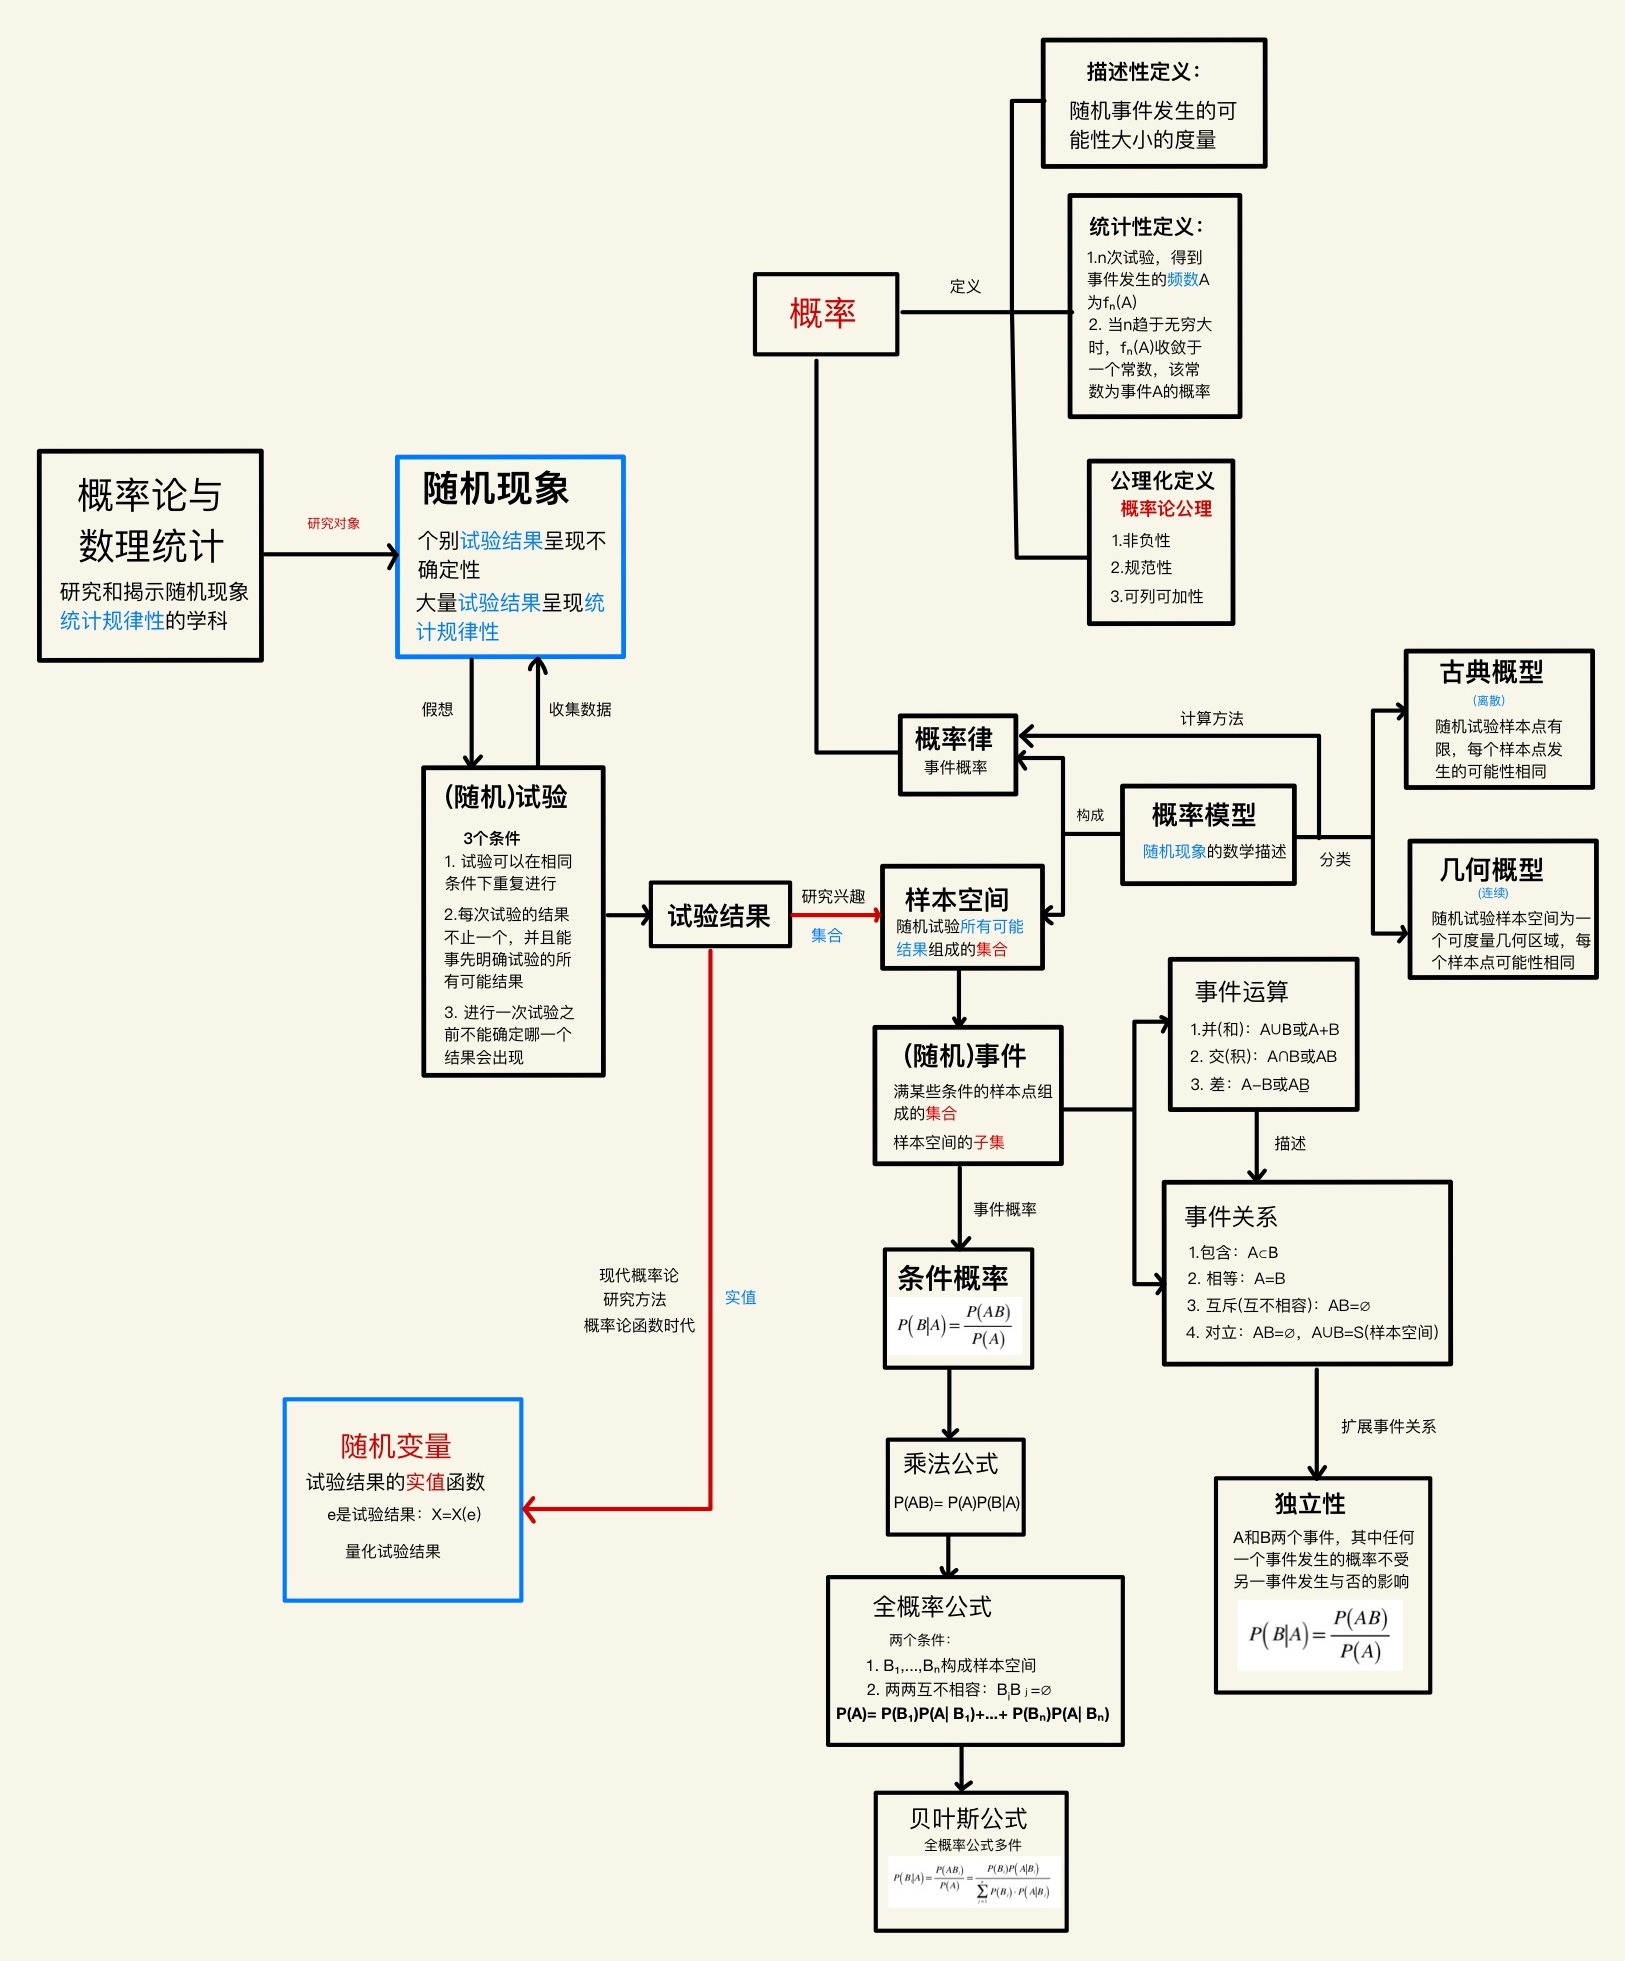 描述性定义：
随机事件发生的可
能性大小的度量
统计性定义：
1.n次试验，得到
事件发生的频数A
为fₙ(A)
2. 当n趋于无穷大
时，fₙ(A)收敛于
一个常数，该常
数为事件A的概率
概率
定义
公理化定义
概率论公理
1.非负性
2.规范性
3.可列可加性
概率论与
数理统计
研究和揭示随机现象
统计规律性的学科
研究对象
随机现象
个别试验结果呈现不
确定性
大量试验结果呈现统
计规律性
假想
收集数据
(随机)试验
3个条件
1. 试验可以在相同
条件下重复进行
2.每次试验的结果
不止一个，并且能
事先明确试验的所
有可能结果
3. 进行一次试验之
前不能确定哪一个
结果会出现
试验结果
研究兴趣
集合
概率律
事件概率
计算方法
构成
概率模型
随机现象的数学描述
分类
古典概型
(离散)
随机试验样本点有
限，每个样本点发
生的可能性相同
几何概型
(连续)
随机试验样本空间为一
个可度量几何区域，每
个样本点可能性相同
样本空间
随机试验所有可能
结果组成的集合
(随机)事件
满某些条件的样本点组
成的集合
样本空间的子集
事件运算
1.并(和)：A∪B或A+B
2. 交(积)：A∩B或AB
3. 差：A-B或AB̲
描述
事件关系
1.包含：A⊂B
2. 相等：A=B
3. 互斥(互不相容)：AB=∅
4. 对立：AB=∅，A∪B=S(样本空间)
事件概率
条件概率
P(B|A)=P(AB)/P(A)
现代概率论
研究方法
概率论函数时代
实值
随机变量
试验结果的实值函数
e是试验结果：X=X(e)
量化试验结果
乘法公式
P(AB)= P(A)P(B|A)
扩展事件关系
独立性
A和B两个事件，其中任何
一个事件发生的概率不受
另一事件发生与否的影响
P(B|A)=P(AB)/P(A)
全概率公式
两个条件：
1. B₁,...,Bₙ构成样本空间
2. 两两互不相容：BᵢBⱼ=∅
P(A)= P(B₁)P(A| B₁)+...+ P(Bₙ)P(A| Bₙ)
贝叶斯公式
全概率公式多件
P(Bᵢ|A)=P(ABᵢ)/P(A)=P(Bᵢ)P(A|Bᵢ)/∑ⁿⱼ₌₁P(Bⱼ)·P(A|Bⱼ)